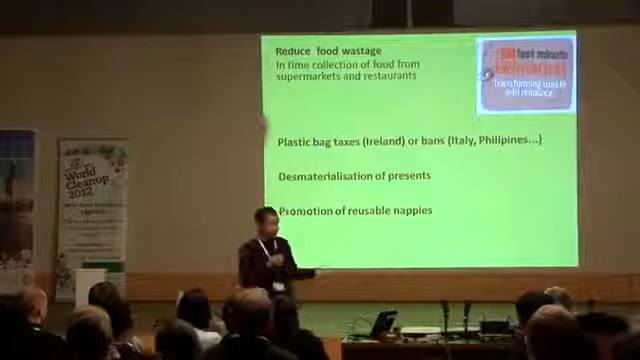 Reduce food wastage
In time collection of food from
supermarkets and restaurants
Transforming waste
into resource
Plastic bag taxes (Ireland) or bans (Italy, Philipines...)
Desmaterialisation of presents
Promotion of reusable nappies
World
Cleanup
2012